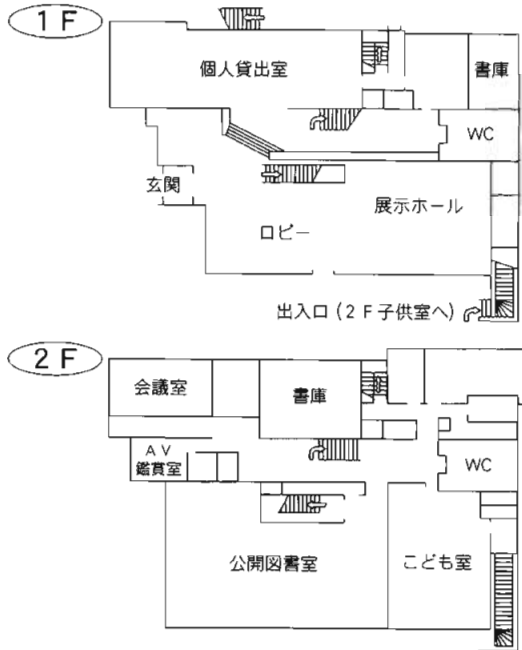 1F
個人貸出室
書庫
WC
玄関
展示ホール
ロビー
出入口(2F子供室へ)
2F
会議室
書庫
AV
鑑賞室
WC
公開図書室
こども室